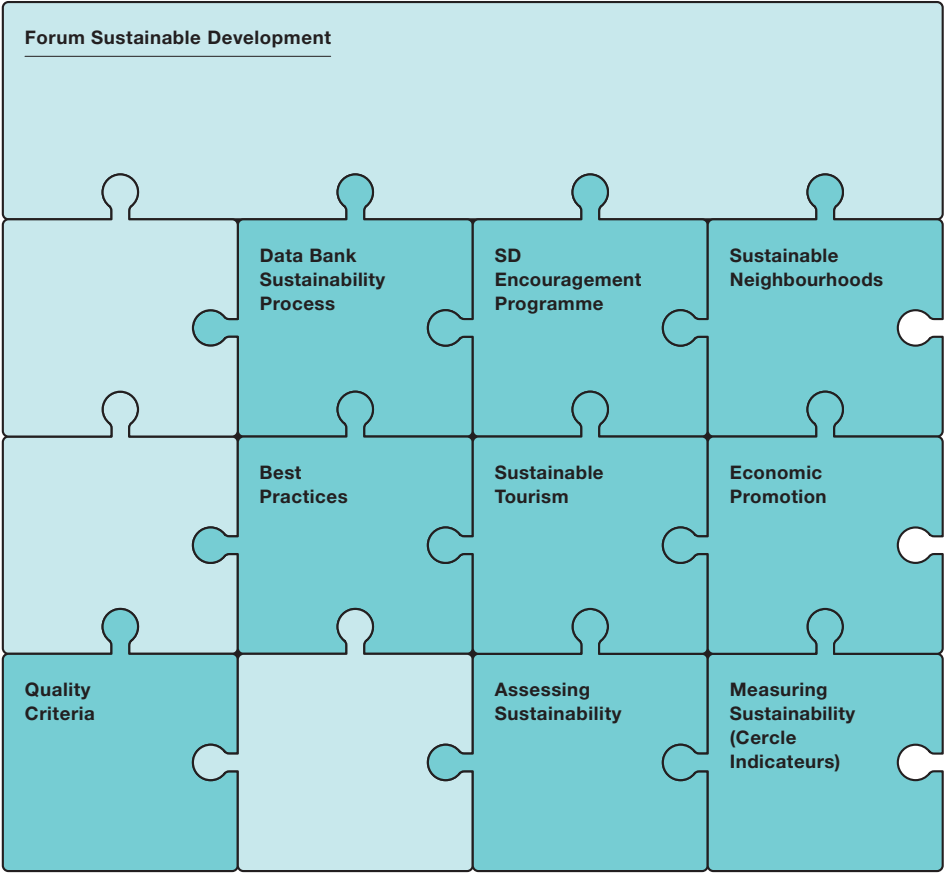 Forum Sustainable Development
Data Bank
Sustainability
Process
SD
Encouragement
Programme
Sustainable
Neighbourhoods
Best
Practices
Sustainable
Tourism
Economic
Promotion
Quality
Criteria
Assessing
Sustainability
Measuring
Sustainability
(Cercle
Indicateurs)